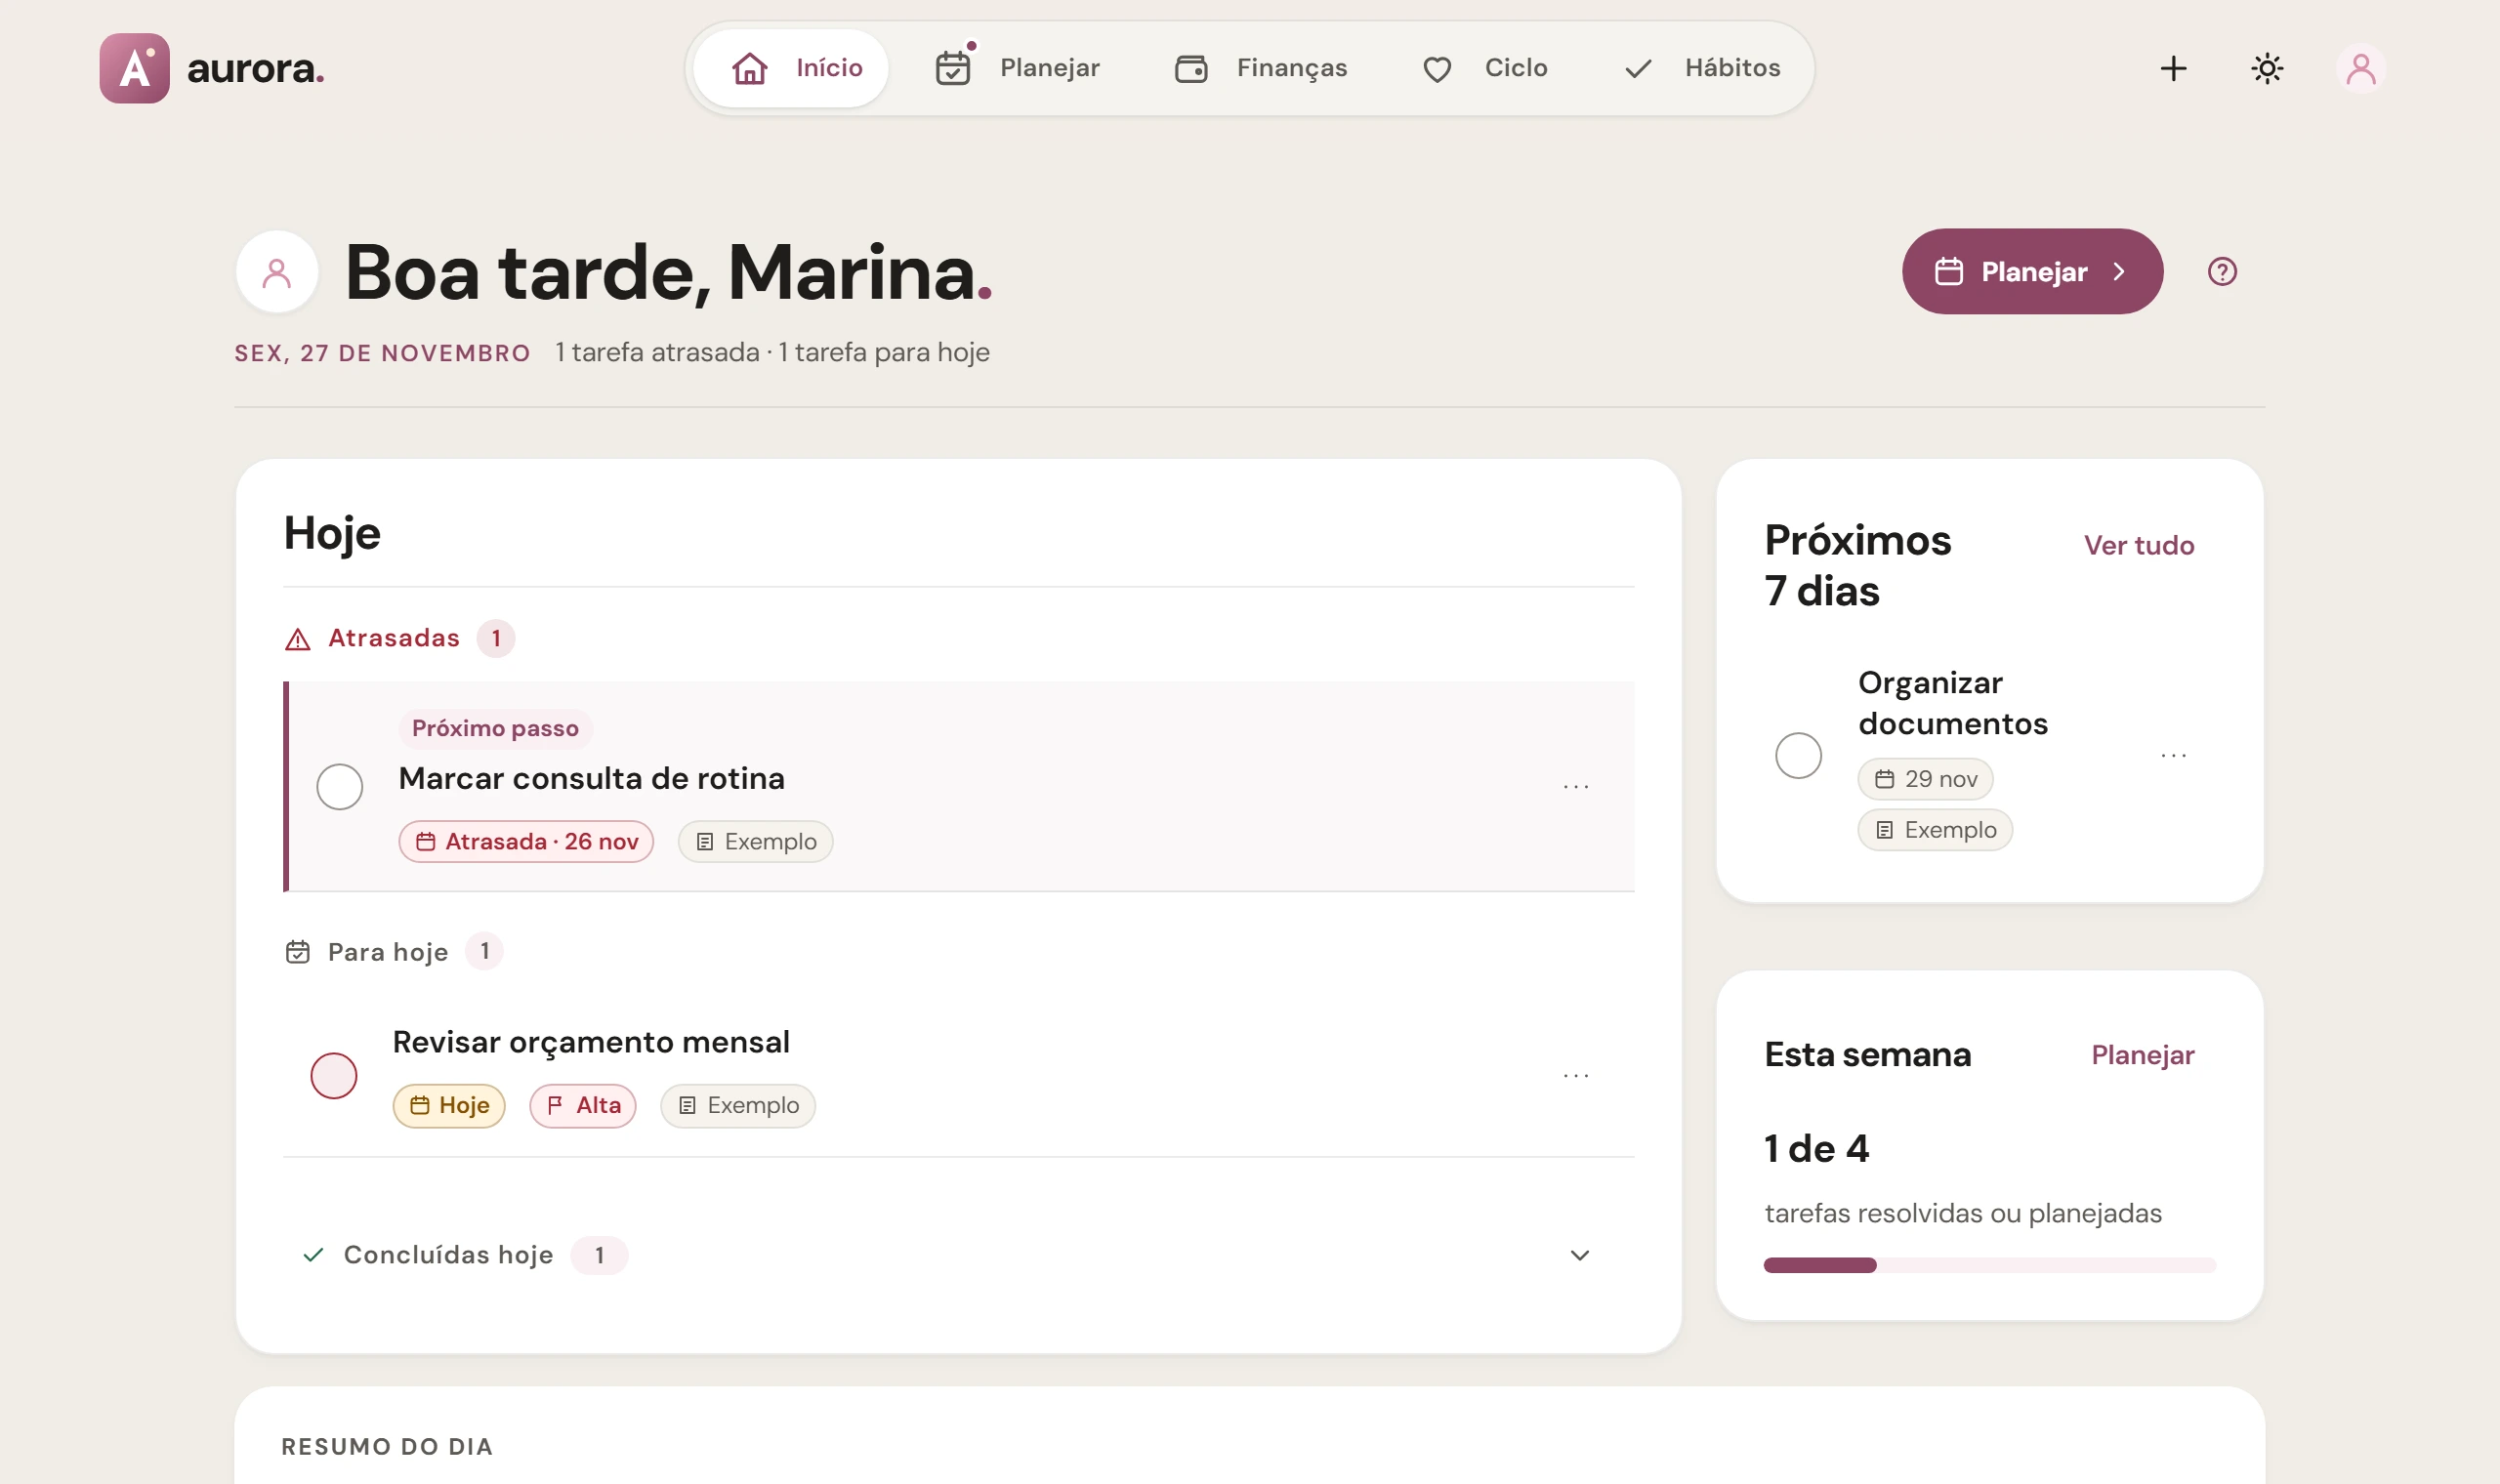 A
aurora.
Início
Planejar
Finanças
Ciclo
Hábitos
Boa tarde, Marina.
Planejar
SEX, 27 DE NOVEMBRO 1 tarefa atrasada · 1 tarefa para hoje
Hoje
Atrasadas 1
Próximo passo
Marcar consulta de rotina
Atrasada · 26 nov
Exemplo
Para hoje 1
Revisar orçamento mensal
Hoje
Alta
Exemplo
Concluídas hoje 1
Próximos
7 dias
Ver tudo
Organizar
documentos
29 nov
Exemplo
Esta semana
Planejar
1 de 4
tarefas resolvidas ou planejadas
RESUMO DO DIA